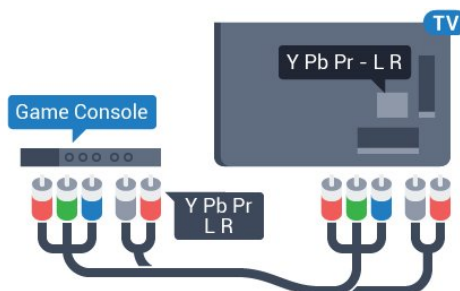 TV
Y Pb Pr - L R
Game Console
Y Pb Pr
L R